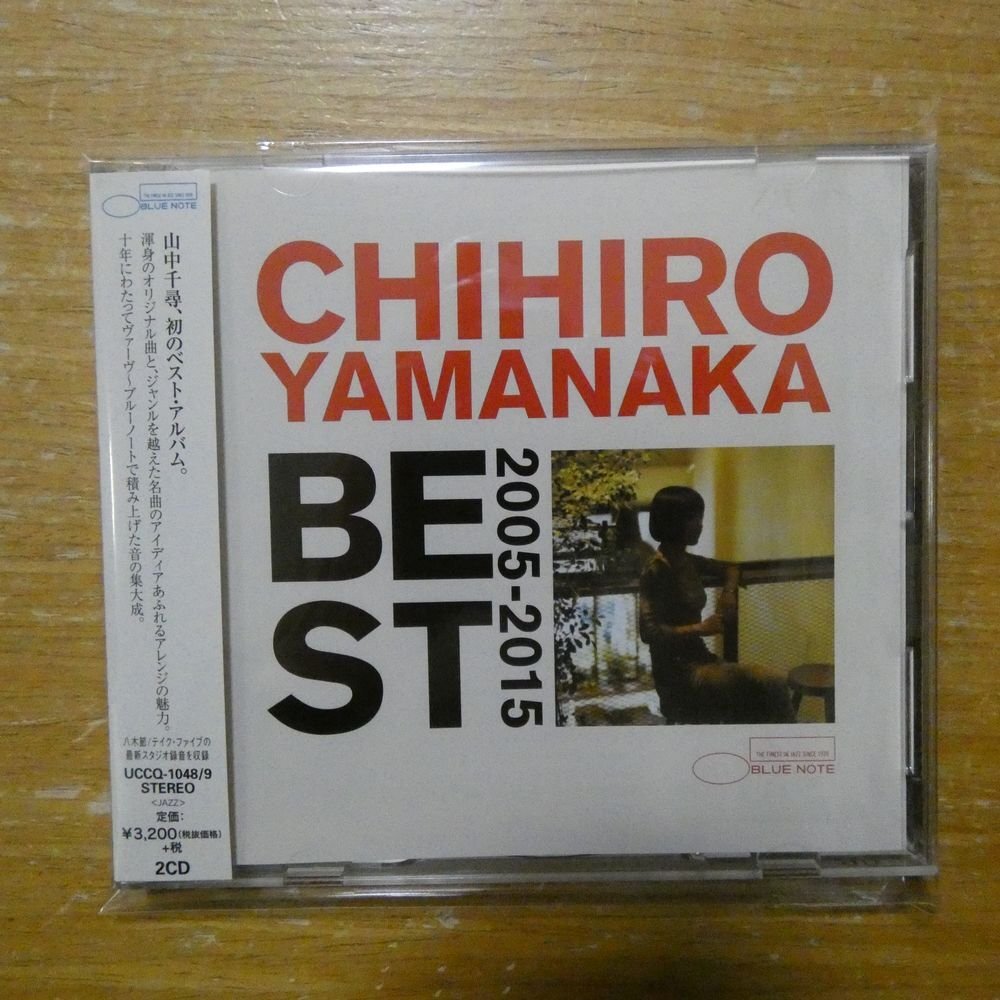 THE FINEST IN JAZZ SINCE 1939
BLUE NOTE
山中千尋、初のベスト・アルバム。
渾身のオリジナル曲と、ジャンルを越えた名曲のアイディアあふれるアレンジの魅力。
十年にわたってヴァーヴ〜ブルーノートで積み上げた音の集大成。
八木節/テイク・ファイブの
最新スタジオ録音を収録
UCCQ-1048/9
STEREO
<JAZZ>
定価:
¥3,200(税抜価格)
+税
2CD
CHIHIRO
YAMANAKA
BE
ST
2005-2015
THE FINEST IN JAZZ SINCE 1939
BLUE NOTE